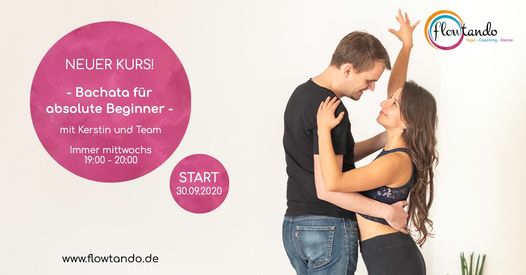 NEUER KURS!
- Bachata für
absolute Beginner -
mit Kerstin und Team
Immer mittwochs
19:00 - 20:00
START
30.09.2020
www.flowtando.de
flowtando
Yoga - Coaching - Dance